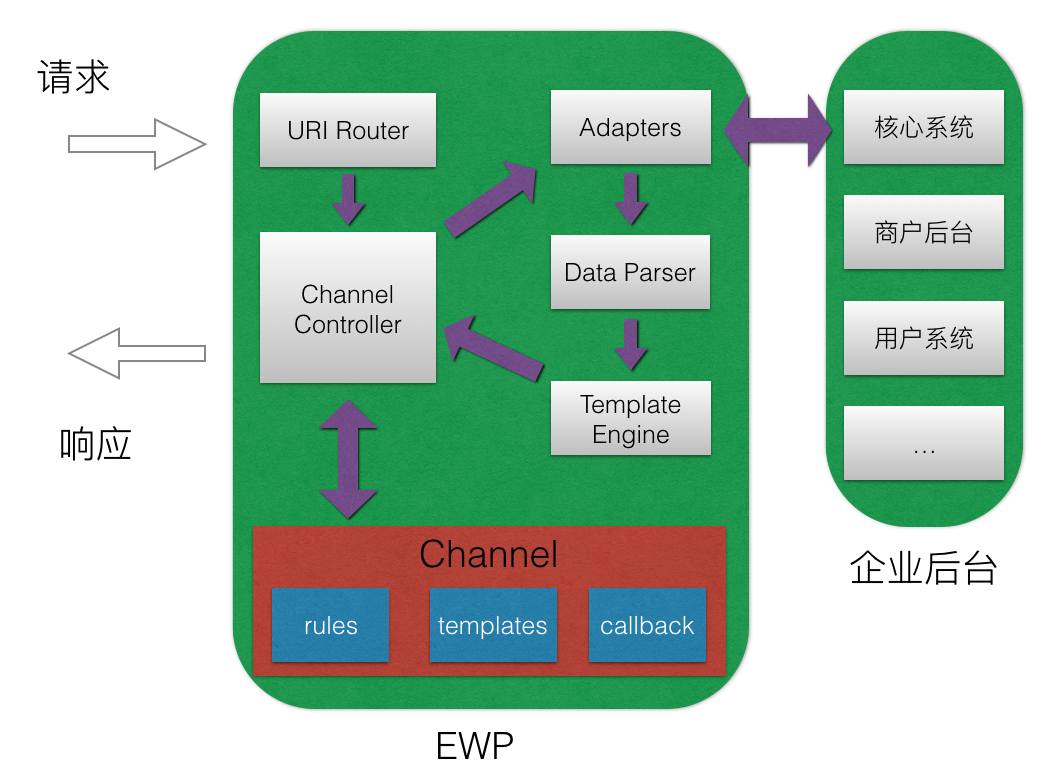 请求
响应
URI Router
Channel
Controller
Adapters
Data Parser
Template
Engine
Channel
rules
templates
callback
EWP
核心系统
商户后台
用户系统
...
企业后台